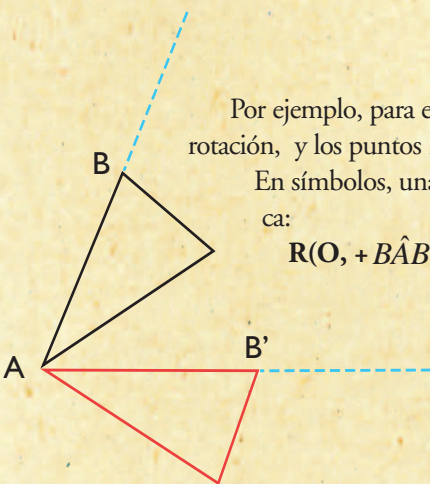 Por ejemplo, para e
rotación, y los puntos
En símbolos, una
ca:
R(O, + BÂB
B
A
B'